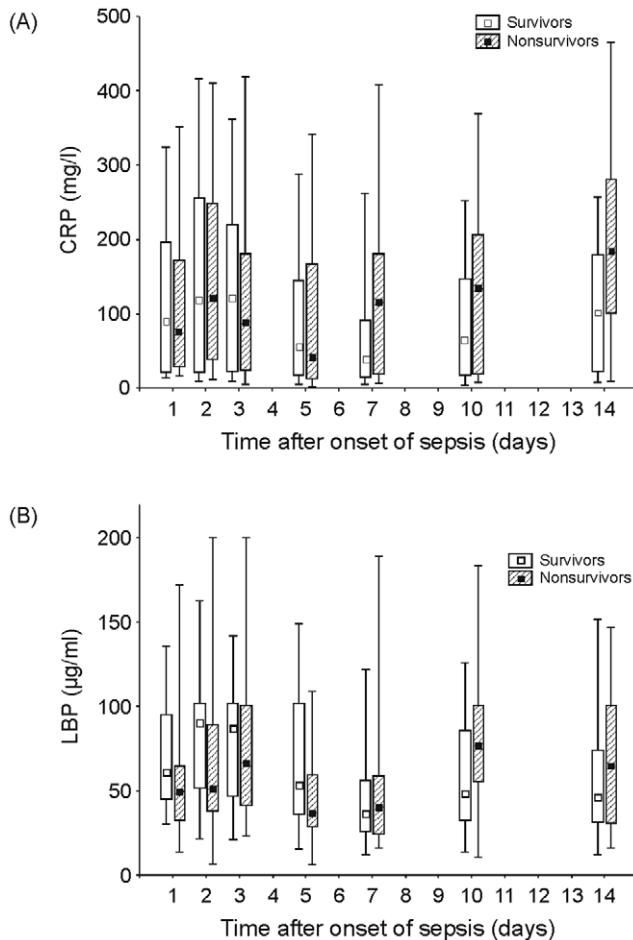 (A)
500
400
300
200
100
0
CRP (mg/l)
Survivors
Nonsurvivors
1 2 3 4 5 6 7 8 9 10 11 12 13 14
Time after onset of sepsis (days)
(B)
200
150
100
50
0
LBP (µg/ml)
Survivors
Nonsurvivors
1 2 3 4 5 6 7 8 9 10 11 12 13 14
Time after onset of sepsis (days)